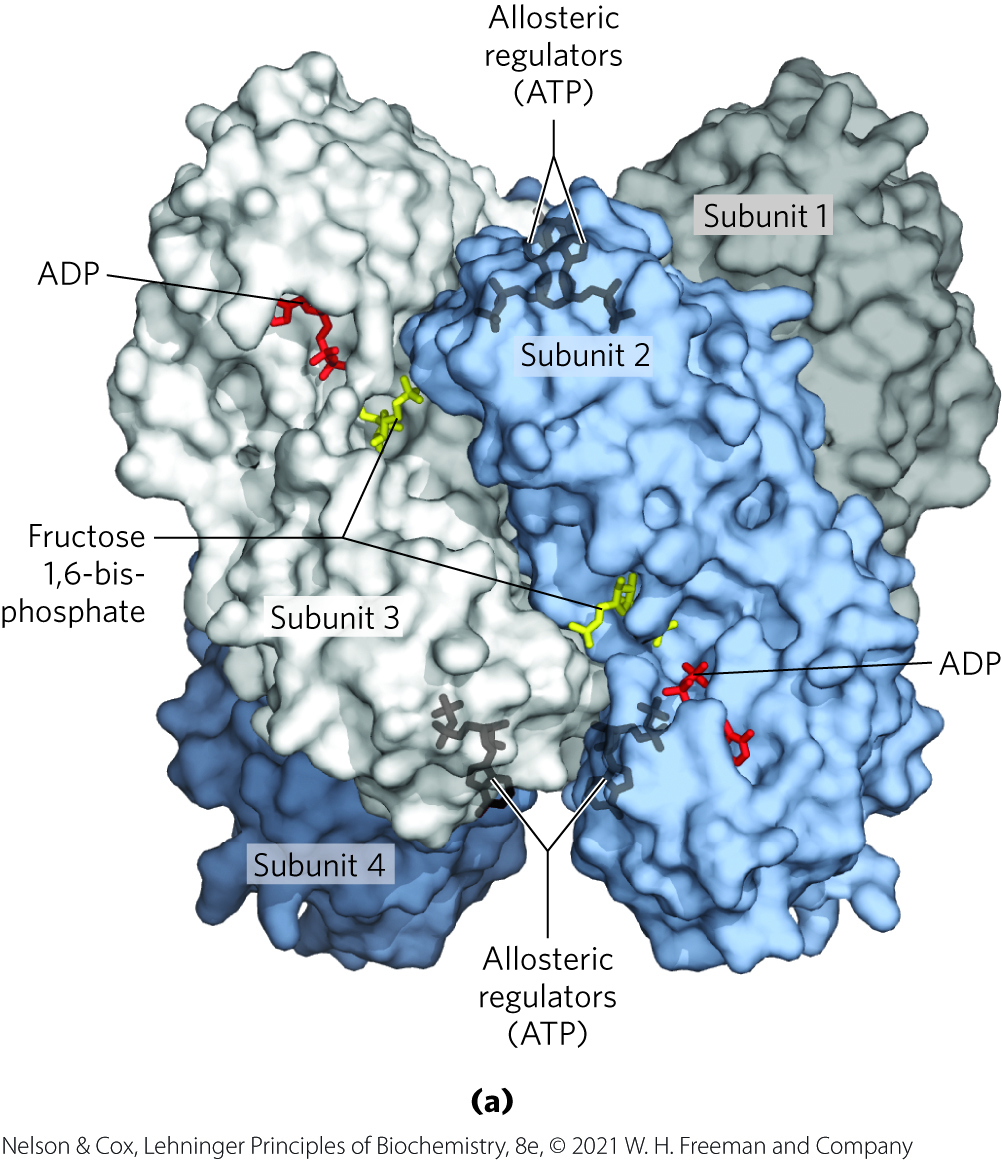 Allosteric
regulators
(ATP)
Subunit 1
ADP
Subunit 2
Fructose
1,6-bis-
phosphate
Subunit 3
ADP
Subunit 4
Allosteric
regulators
(ATP)
(a)
Nelson & Cox, Lehninger Principles of Biochemistry, 8e, © 2021 W. H. Freeman and Company